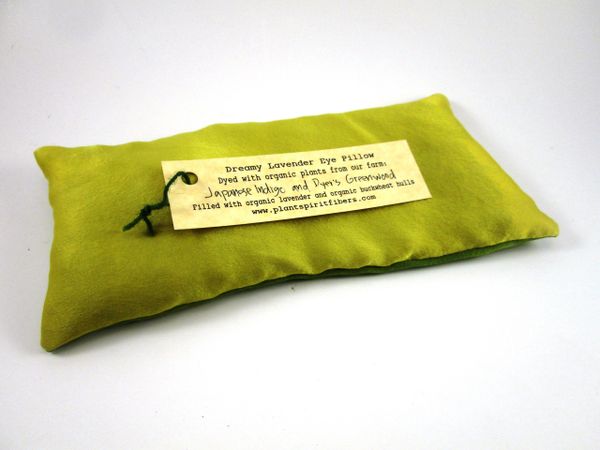 Dreamy Lavender Eye Pillow
Dyed with organic plants from our farm:
Japanese Indigo and Dyer's Greenwood
Filled with organic lavender and organic buckwheat hulls
www.plantspiritfibers.com